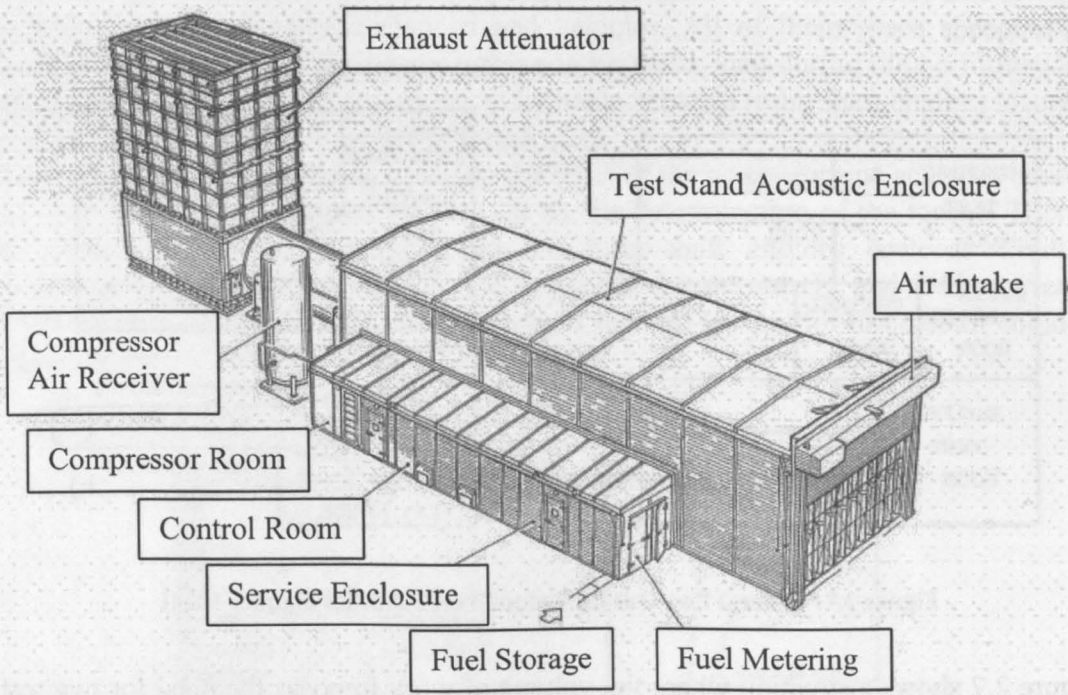 Exhaust Attenuator
Test Stand Acoustic Enclosure
Air Intake
Compressor
Air Receiver
Compressor Room
Control Room
Service Enclosure
Fuel Storage
Fuel Metering